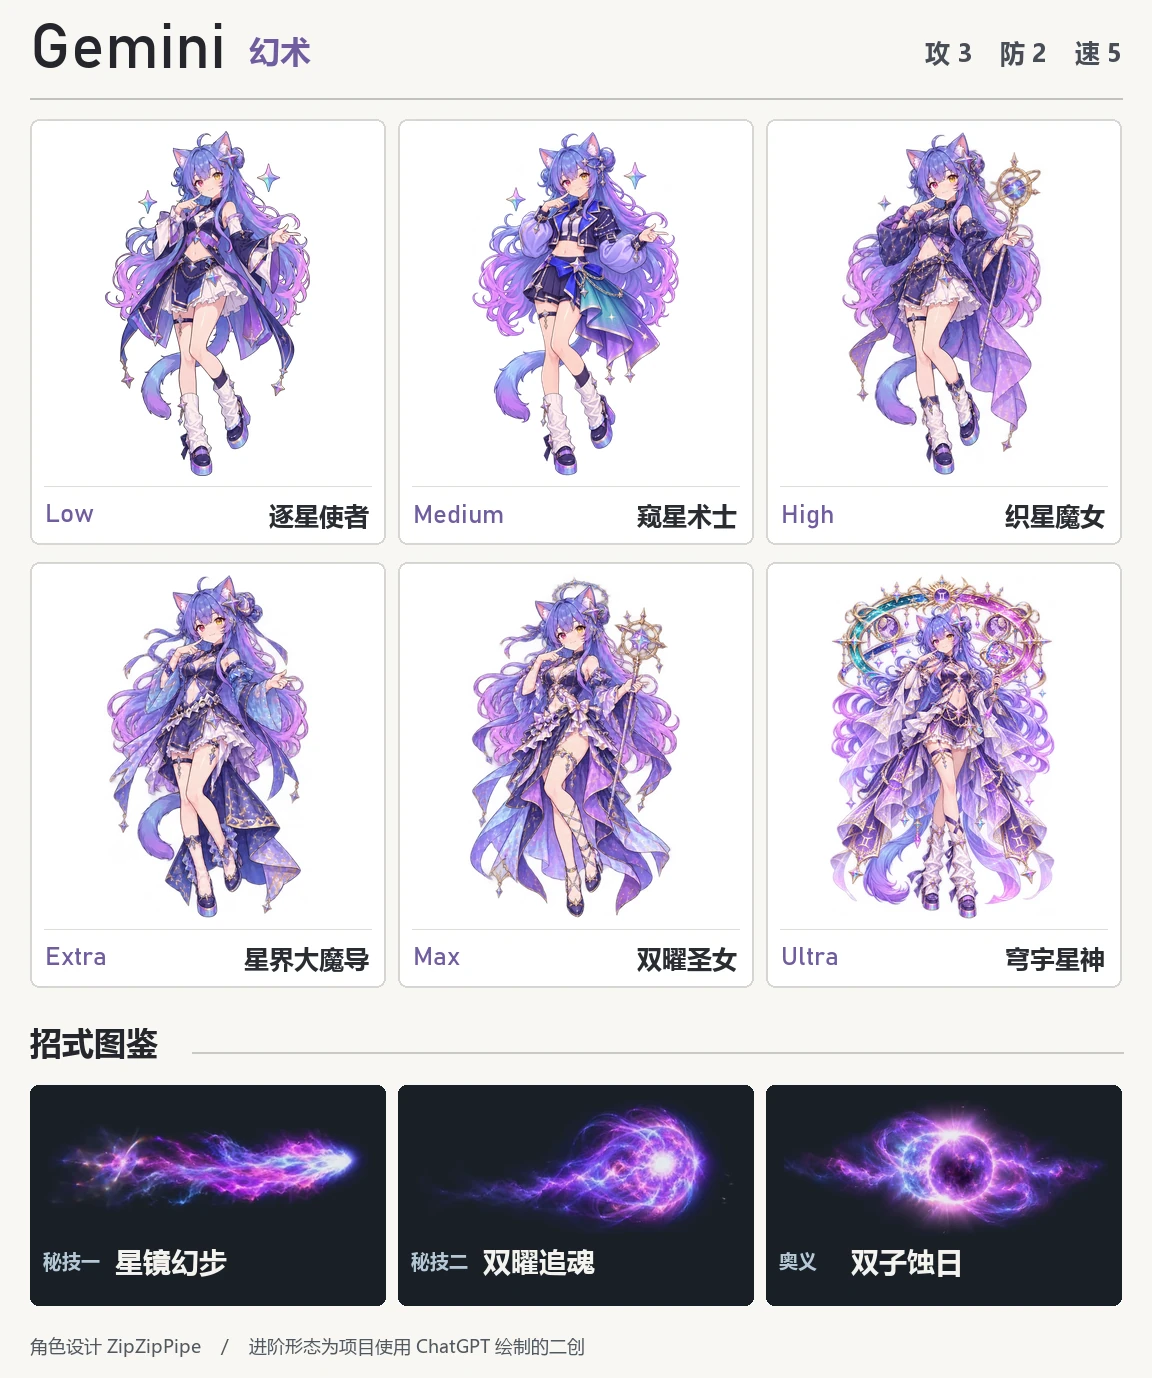 Gemini 幻术 攻 3 防 2 速 5
Low 逐星使者
Medium 窥星术士
High 织星魔女
Extra 星界大魔导
Max 双曜圣女
Ultra 穹宇星神
招式图鉴
秘技一 星镜幻步
秘技二 双曜追魂
奥义 双子蚀日
角色设计 ZipZipPipe / 进阶形态为项目使用 ChatGPT 绘制的二创